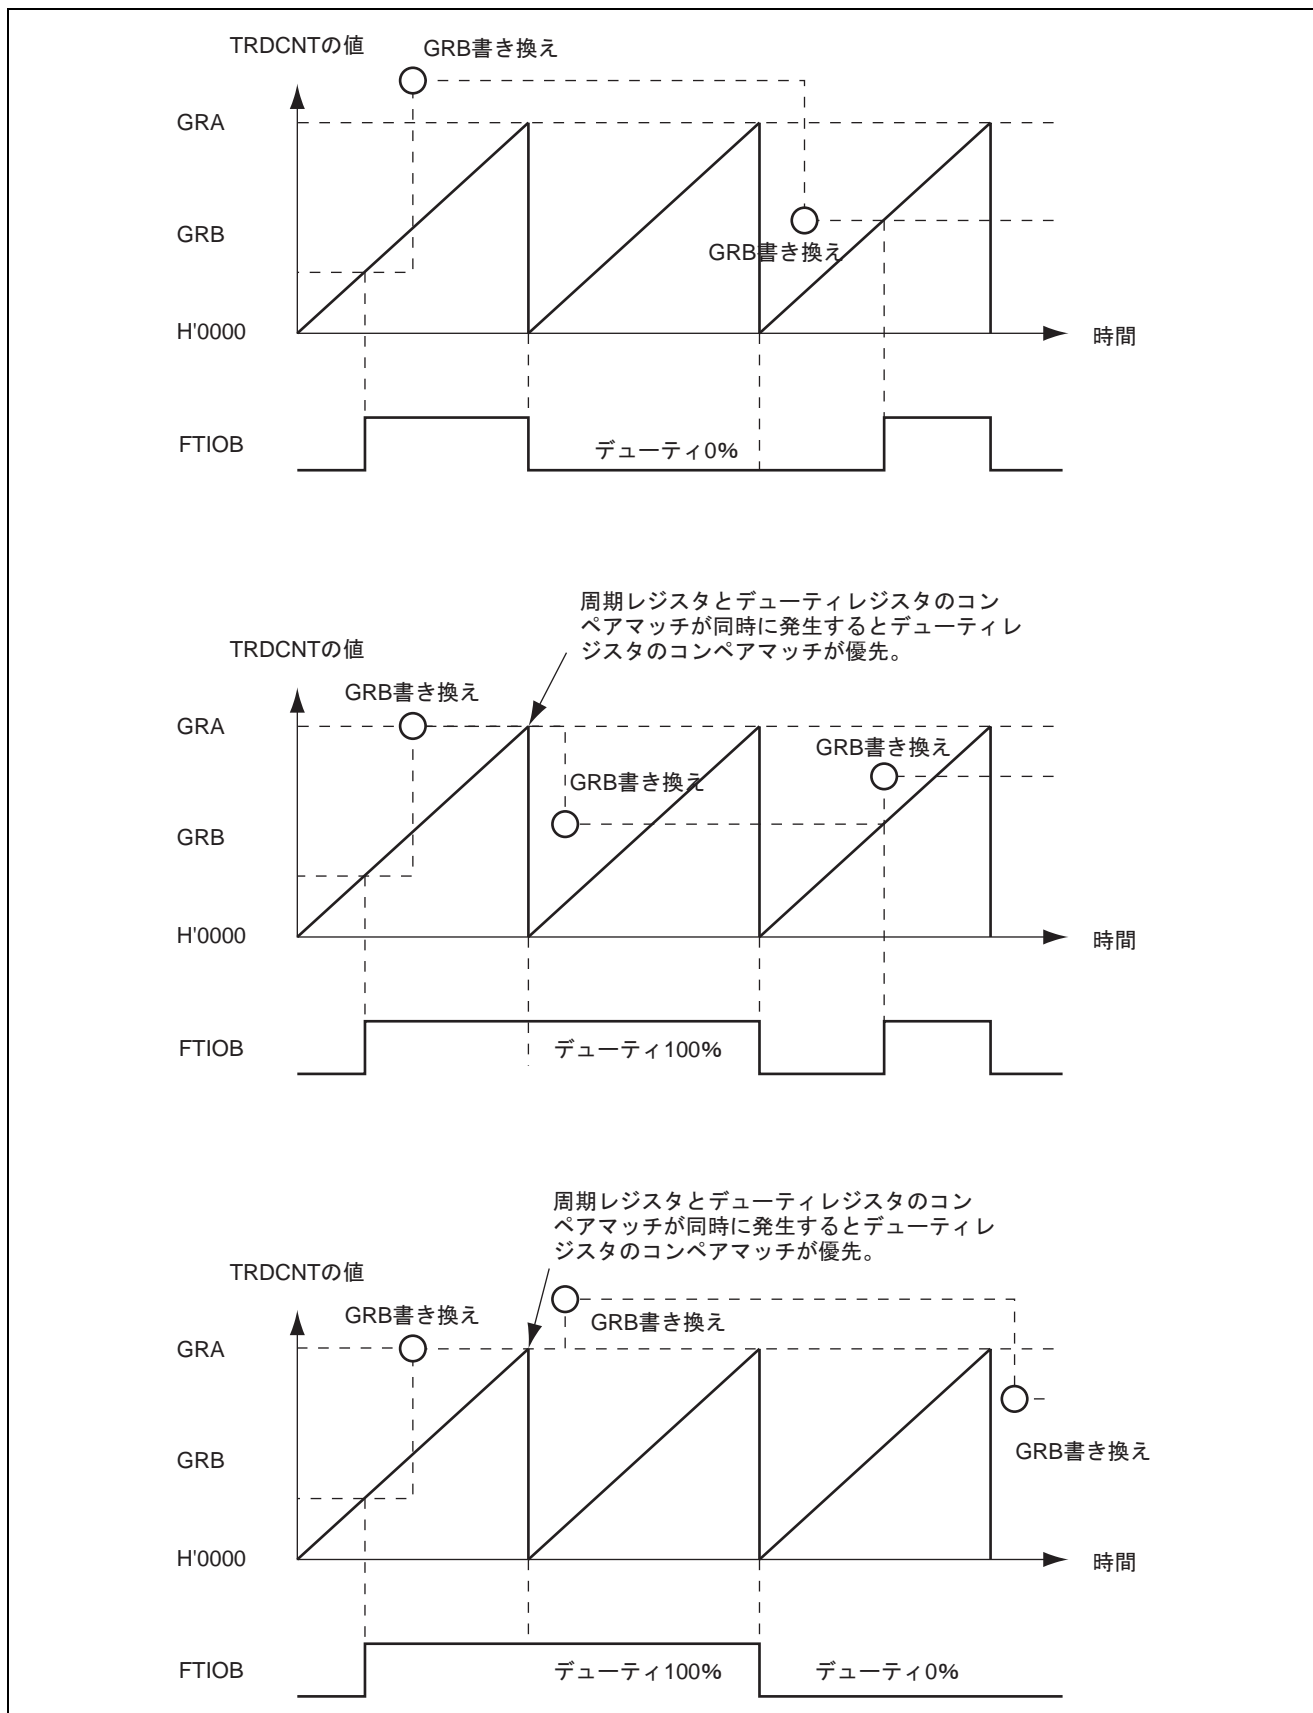 TRDCNTの値
GRB書き換え
GRA
GRB
GRB書き換え
H'0000
時間
FTIOB
デューティ0%
周期レジスタとデューティレジスタのコン
ペアマッチが同時に発生するとデューティレ
ジスタのコンペアマッチが優先。
TRDCNTの値
GRB書き換え
GRA
GRB書き換え
GRB書き換え
GRB
H'0000
時間
FTIOB
デューティ100%
周期レジスタとデューティレジスタのコン
ペアマッチが同時に発生するとデューティレ
ジスタのコンペアマッチが優先。
TRDCNTの値
GRB書き換え
GRB書き換え
GRA
GRB
GRB書き換え
H'0000
時間
FTIOB
デューティ100%
デューティ0%